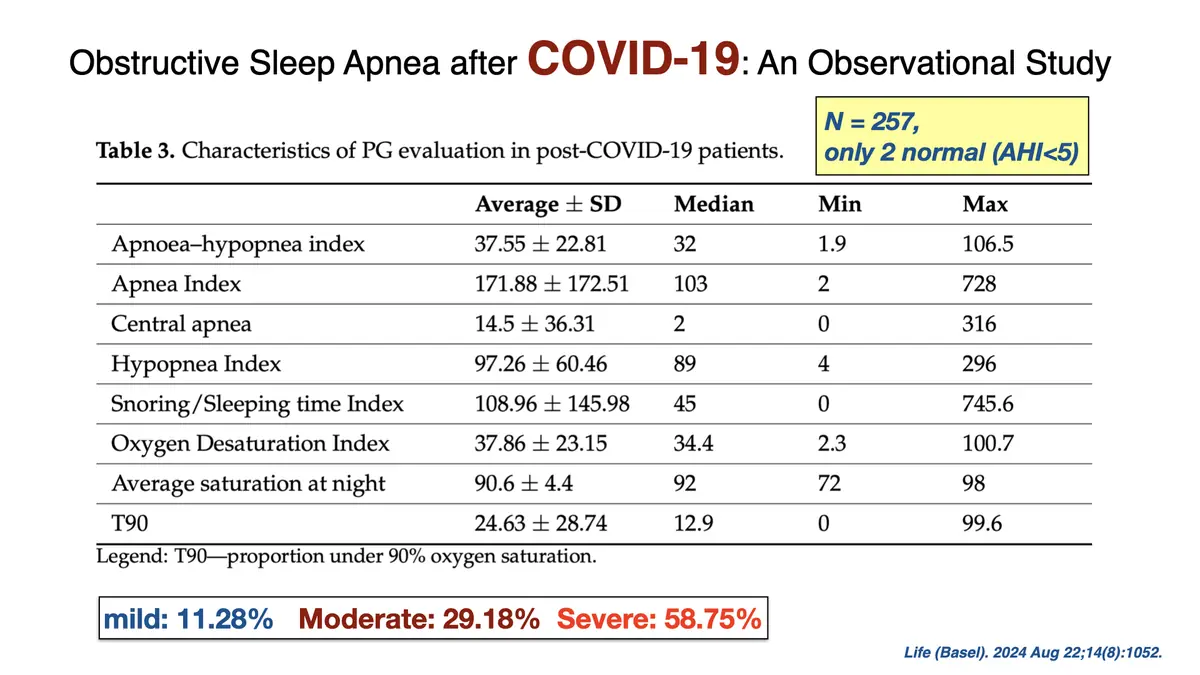 Obstructive Sleep Apnea after COVID-19: An Observational Study
N = 257,
only 2 normal (AHI<5)
Table 3. Characteristics of PG evaluation in post-COVID-19 patients.
Average ± SD Median Min Max
Apnoea–hypopnea index 37.55 ± 22.81 32 1.9 106.5
Apnea Index 171.88 ± 172.51 103 2 728
Central apnea 14.5 ± 36.31 2 0 316
Hypopnea Index 97.26 ± 60.46 89 4 296
Snoring/Sleeping time Index 108.96 ± 145.98 45 0 745.6
Oxygen Desaturation Index 37.86 ± 23.15 34.4 2.3 100.7
Average saturation at night 90.6 ± 4.4 92 72 98
T90 24.63 ± 28.74 12.9 0 99.6
Legend: T90—proportion under 90% oxygen saturation.
mild: 11.28% Moderate: 29.18% Severe: 58.75%
Life (Basel). 2024 Aug 22;14(8):1052.